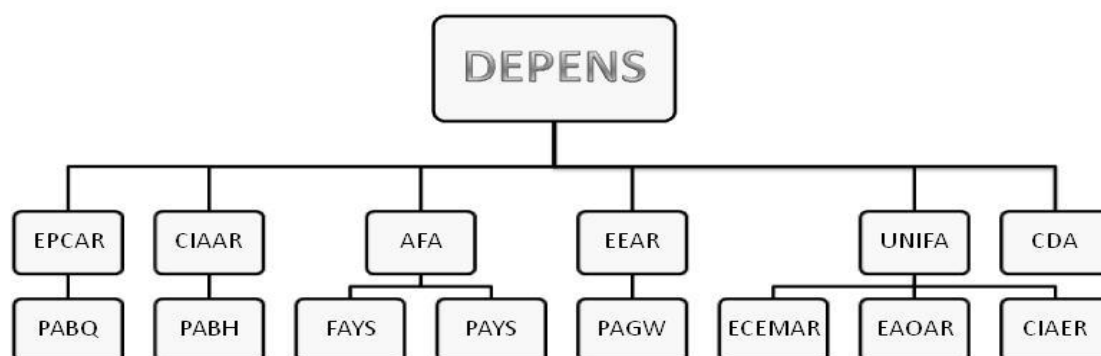 DEPENS
EPCAR CIAAR AFA EEAR UNIFA CDA
PABQ PABH FAYS PAYS PAGW ECEMAR EAOAR CIAER